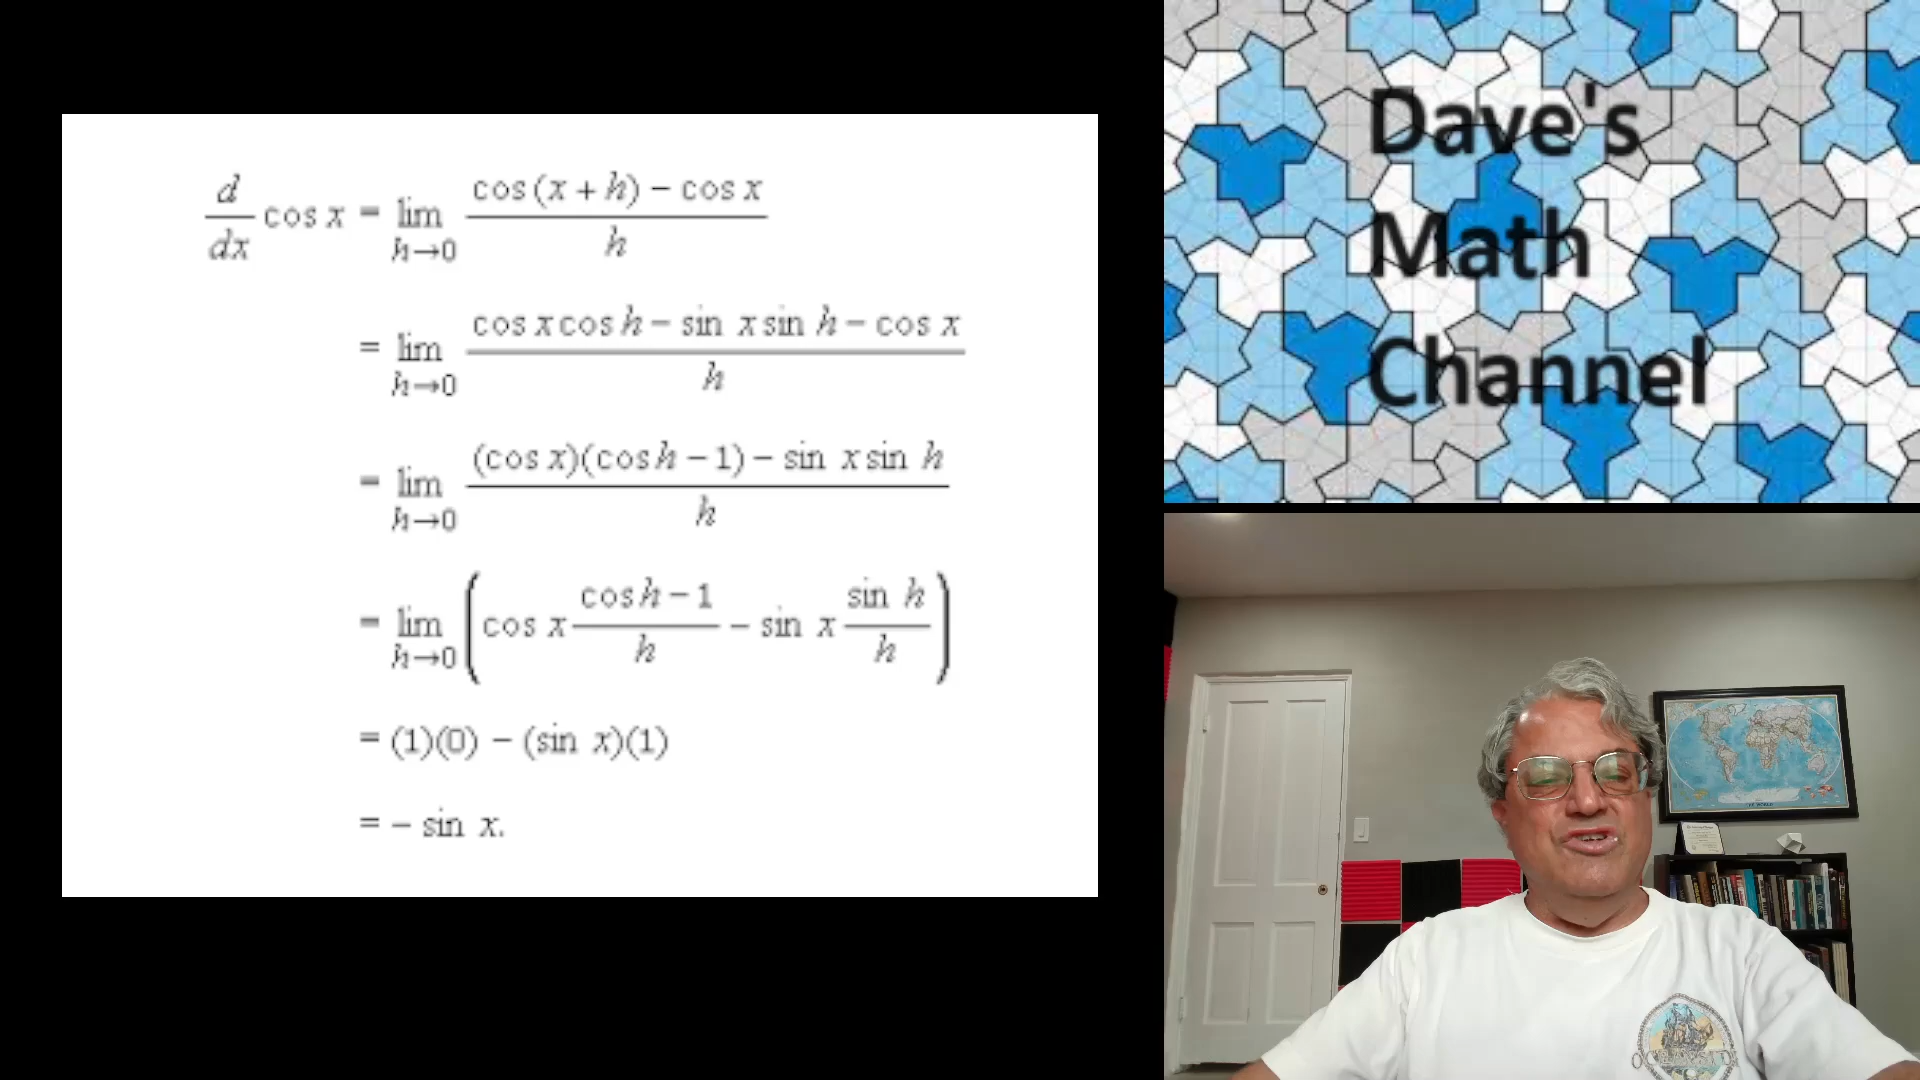 d/dx cos x = lim h→0 (cos (x + h) − cos x)/h
= lim h→0 (cos x cos h − sin x sin h − cos x)/h
= lim h→0 ((cos x)(cos h − 1) − sin x sin h)/h
= lim h→0 (cos x (cos h − 1)/h − sin x (sin h)/h)
= (1)(0) − (sin x)(1)
= − sin x.
Dave's
Math
Channel